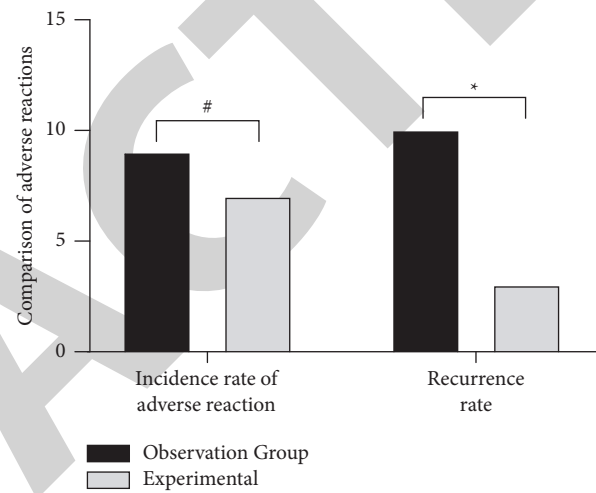 15
10
5
0
Comparison of adverse reactions
#
*
Incidence rate of
adverse reaction
Recurrence
rate
Observation Group
Experimental